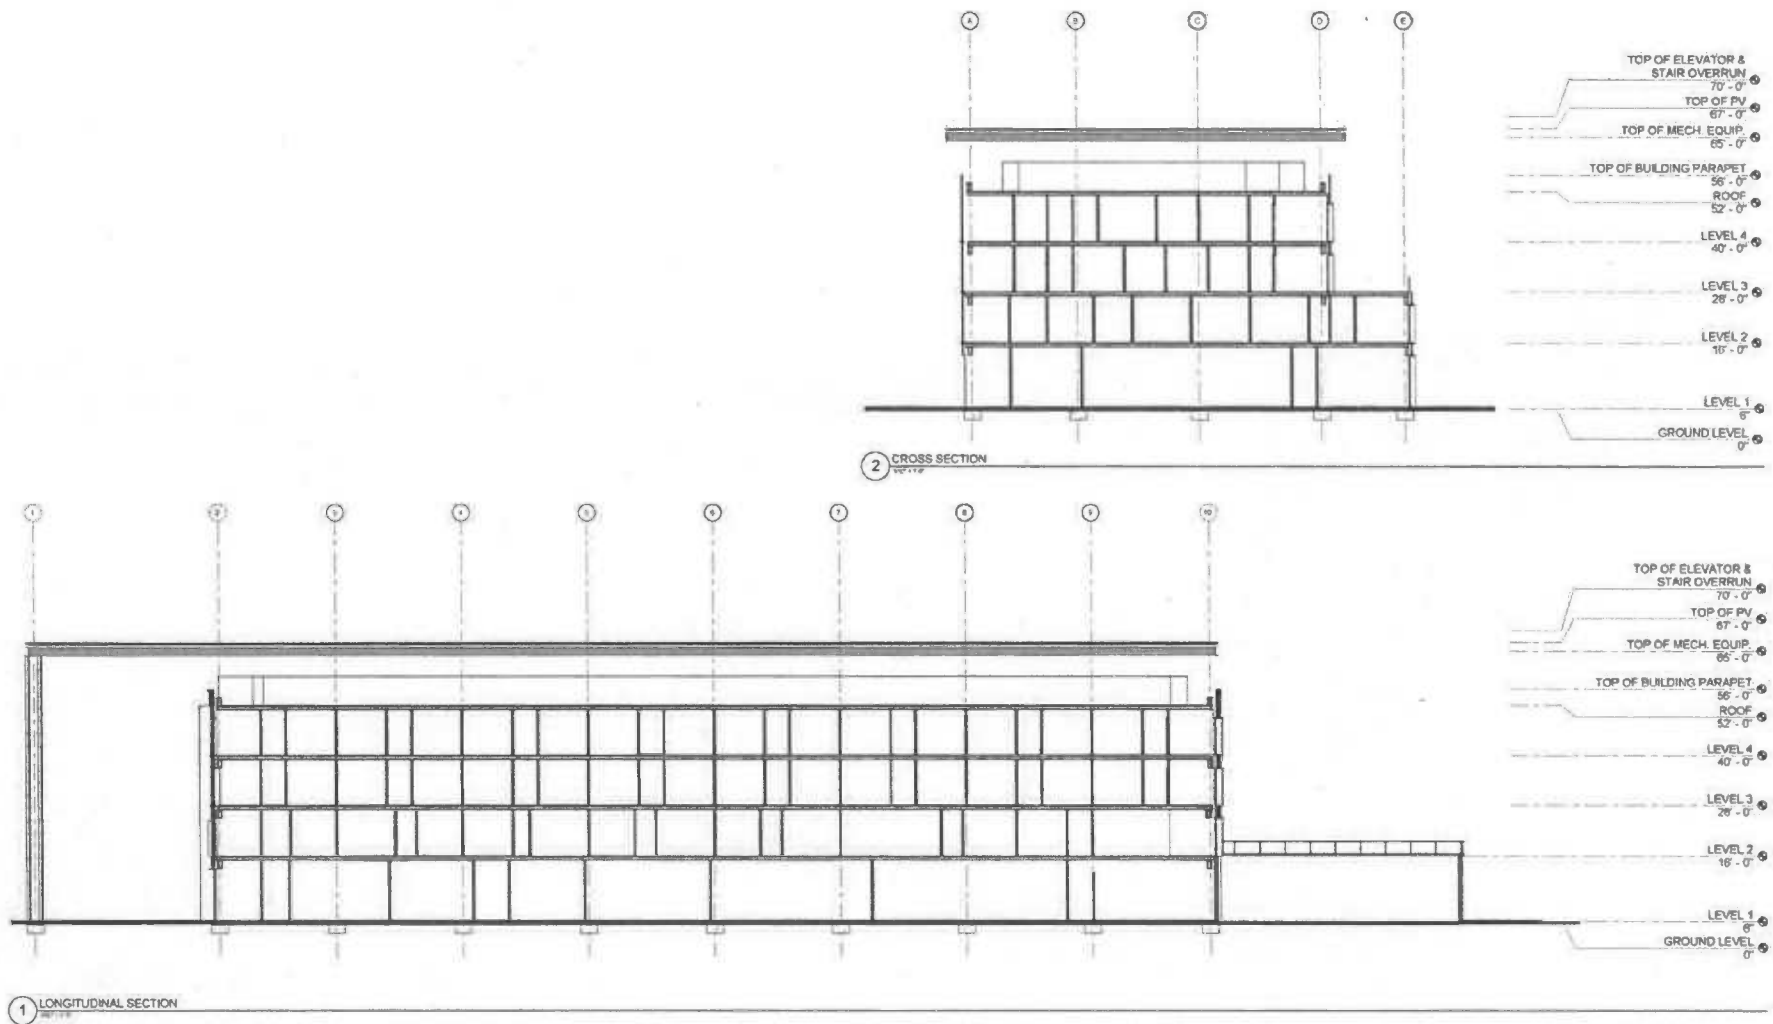 A B C D E
TOP OF ELEVATOR &
STAIR OVERRUN
70' - 0"
TOP OF PV
67' - 0"
TOP OF MECH. EQUIP.
65' - 0"
TOP OF BUILDING PARAPET
56' - 0"
ROOF
52' - 0"
LEVEL 4
40' - 0"
LEVEL 3
28' - 0"
LEVEL 2
16' - 0"
LEVEL 1
6"
GROUND LEVEL
0"
2 CROSS SECTION
1 2 3 4 5 6 7 8 9 10
TOP OF ELEVATOR &
STAIR OVERRUN
70' - 0"
TOP OF PV
67' - 0"
TOP OF MECH. EQUIP.
65' - 0"
TOP OF BUILDING PARAPET
56' - 0"
ROOF
52' - 0"
LEVEL 4
40' - 0"
LEVEL 3
28' - 0"
LEVEL 2
16' - 0"
LEVEL 1
6"
GROUND LEVEL
0"
1 LONGITUDINAL SECTION